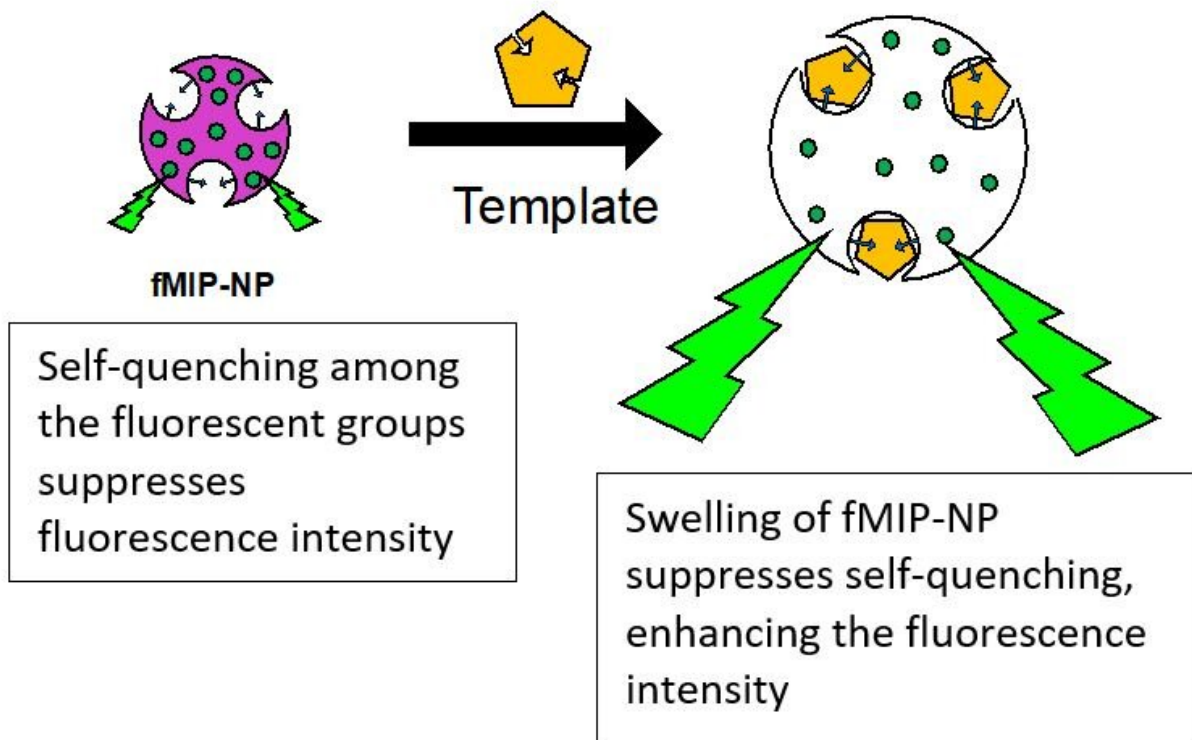 Template
fMIP-NP
Self-quenching among
the fluorescent groups
suppresses
fluorescence intensity
Swelling of fMIP-NP
suppresses self-quenching,
enhancing the fluorescence
intensity